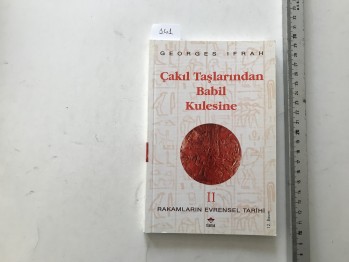 341
GEORGES IFRAH
Çakıl Taşlarından
Babil
Kulesine
II
RAKAMLARIN EVRENSEL TARİHİ